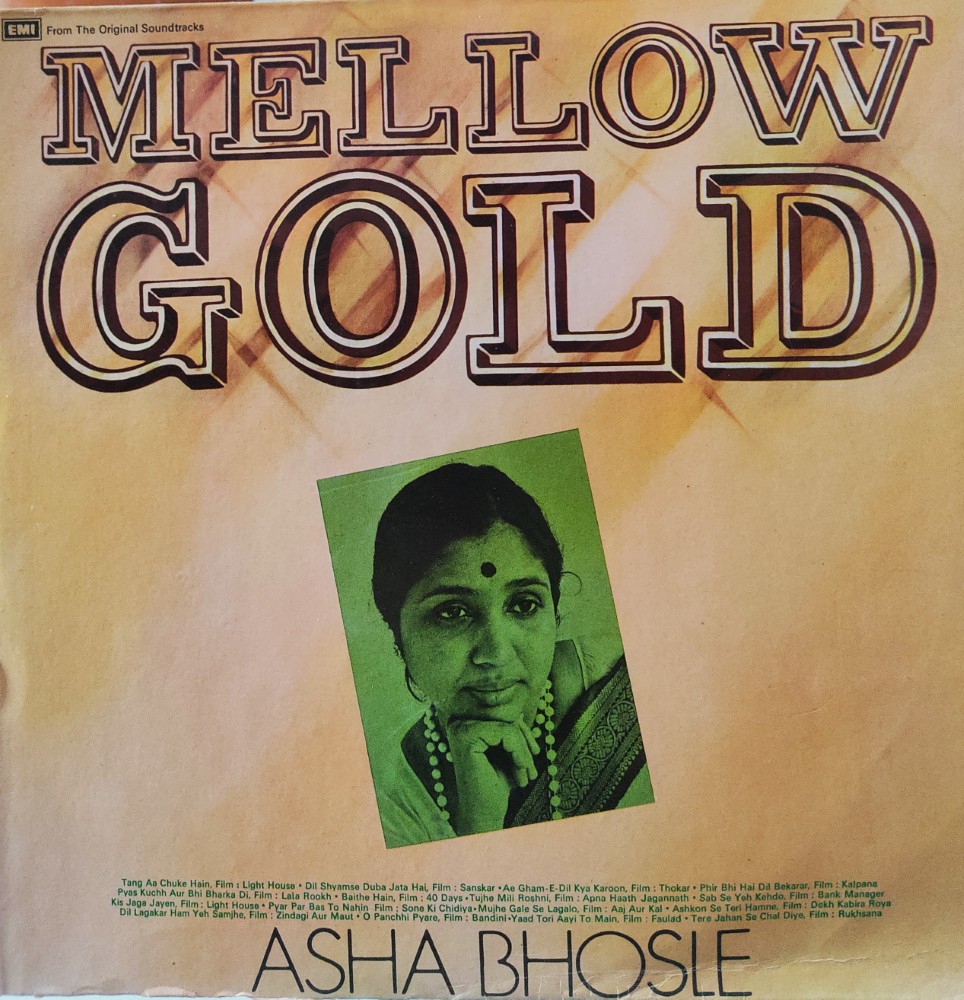 EMI From The Original Soundtracks
MELLOW
GOLD
Tang Aa Chuke Hain, Film : Light House • Dil Shyamse Duba Jata Hai, Film : Sanskar • Ae Gham-E-Dil Kya Karoon, Film : Thokar • Phir Bhi Hai Dil Bekarar, Film : Kalpana
Pyas Kuchh Aur Bhi Bharka Di, Film : Lala Rookh • Baithe Hain, Film : 40 Days • Tujhe Mili Roshni, Film : Apna Haath Jagannath • Sab Se Yeh Kehdo, Film : Bank Manager
Kis Jaga Jayen, Film : Light House • Pyar Par Bas To Nahin Film : Sone Ki Chidiya • Mujhe Gale Se Lagalo, Film : Aaj Aur Kal • Ashkon Se Teri Hamne, Film : Dekh Kabira Roya
Dil Lagakar Ham Yeh Samjhe, Film : Zindagi Aur Maut • O Panchhi Pyare, Film : Bandini • Yaad Tori Aayi To Main, Film : Faulad • Tere Jahan Se Chal Diye, Film : Rukhsana
ASHA BHOSLE